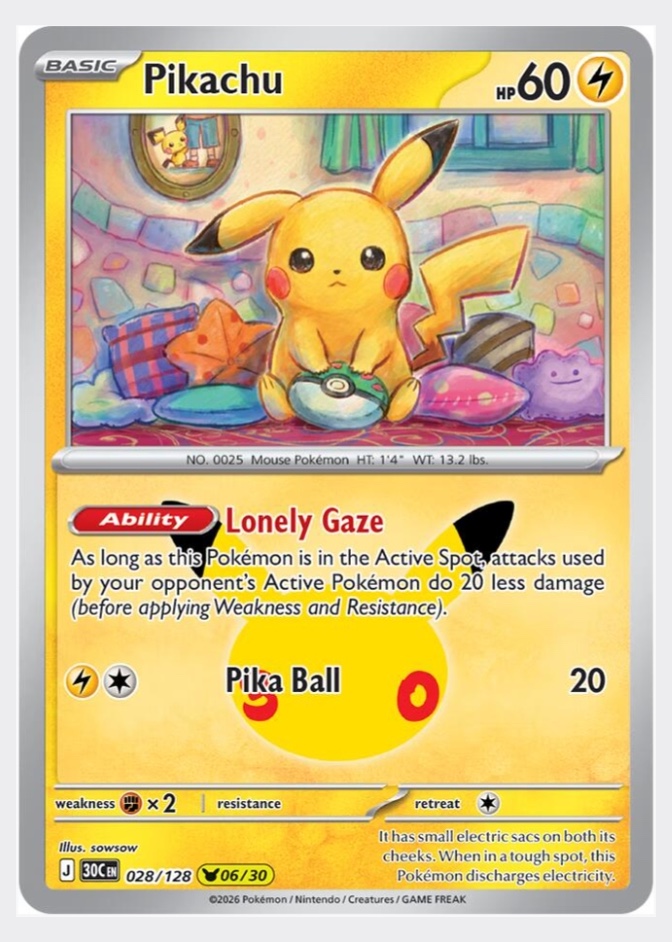 BASIC Pikachu HP 60
NO. 0025 Mouse Pokémon HT: 1'4" WT: 13.2 lbs.
Ability Lonely Gaze
As long as this Pokémon is in the Active Spot, attacks used
by your opponent's Active Pokémon do 20 less damage
(before applying Weakness and Resistance).
Pika Ball 20
30
weakness ×2 resistance retreat
Illus. sowsow
It has small electric sacs on both its
cheeks. When in a tough spot, this
Pokémon discharges electricity.
J 30C EN 028/128 06/30
©2026 Pokémon / Nintendo / Creatures / GAME FREAK